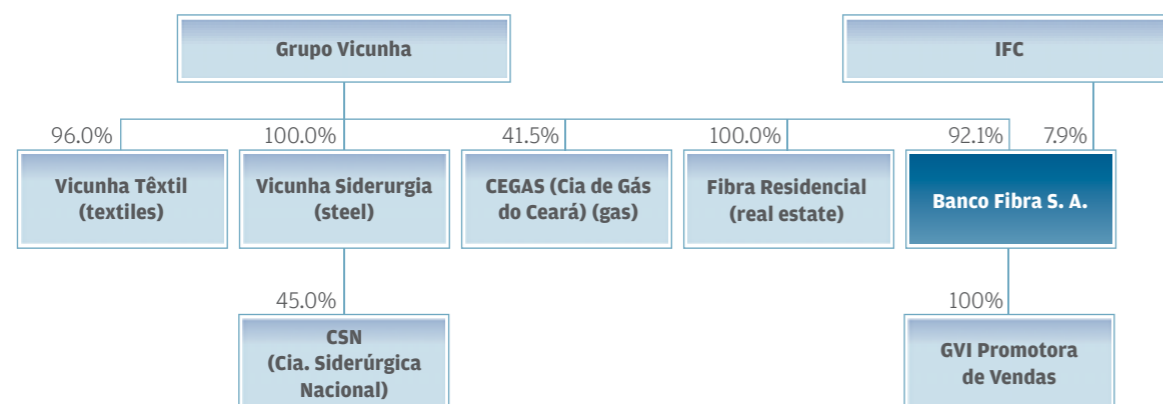 Grupo Vicunha
IFC
96.0%
100.0%
41.5%
100.0%
92.1%
7.9%
Vicunha Têxtil
(textiles)
Vicunha Siderurgia
(steel)
CEGAS (Cia de Gás
do Ceará) (gas)
Fibra Residencial
(real estate)
Banco Fibra S. A.
45.0%
100%
CSN
(Cia. Siderúrgica
Nacional)
GVI Promotora
de Vendas